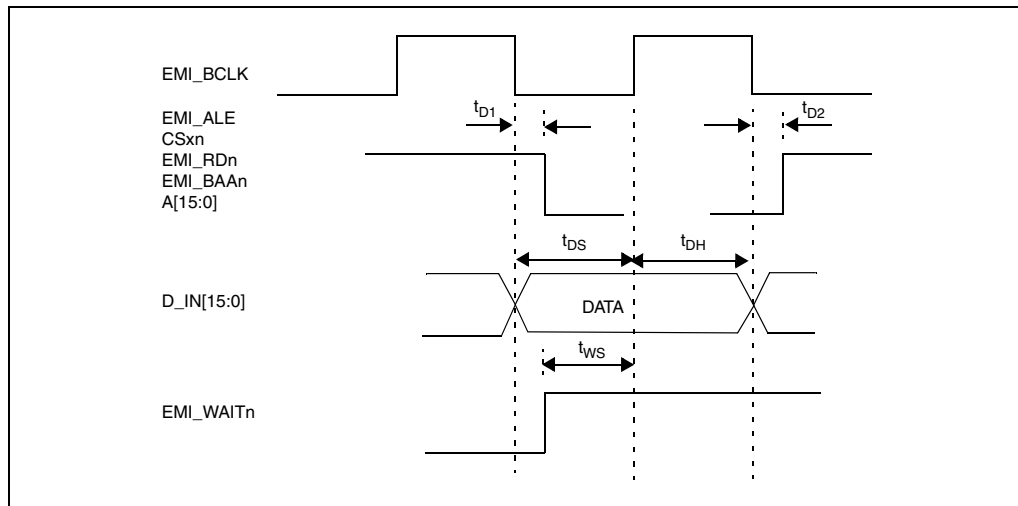 EMI_BCLK
EMI_ALE
CSxn
EMI_RDn
EMI_BAAn
A[15:0]
tD1
tD2
tDS
tDH
D_IN[15:0]
DATA
tWS
EMI_WAITn